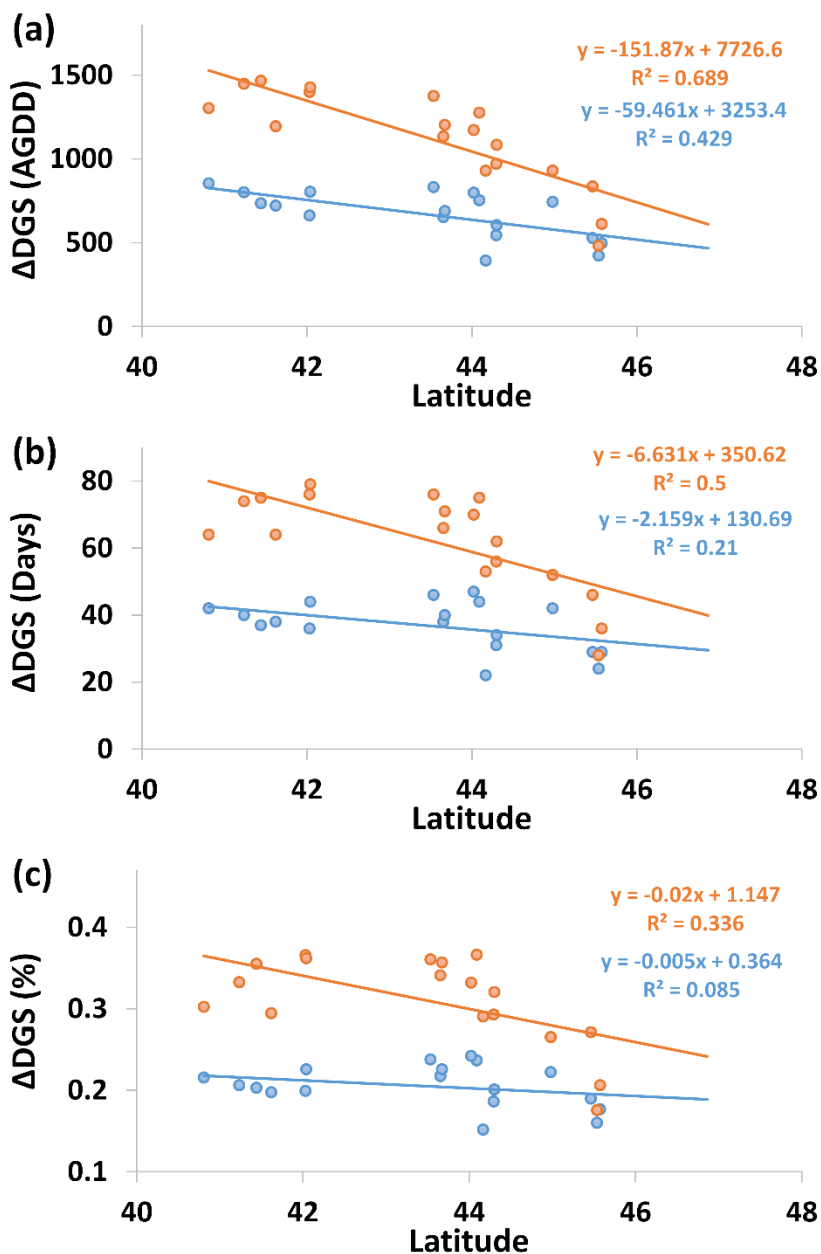 (a)
ΔDGS (AGDD)
1500
1000
500
0
y = -151.87x + 7726.6
R² = 0.689
y = -59.461x + 3253.4
R² = 0.429
40 42 44 46 48
Latitude
(b)
ΔDGS (Days)
80
60
40
20
0
y = -6.631x + 350.62
R² = 0.5
y = -2.159x + 130.69
R² = 0.21
40 42 44 46 48
Latitude
(c)
ΔDGS (%)
0.4
0.3
0.2
0.1
y = -0.02x + 1.147
R² = 0.336
y = -0.005x + 0.364
R² = 0.085
40 42 44 46 48
Latitude